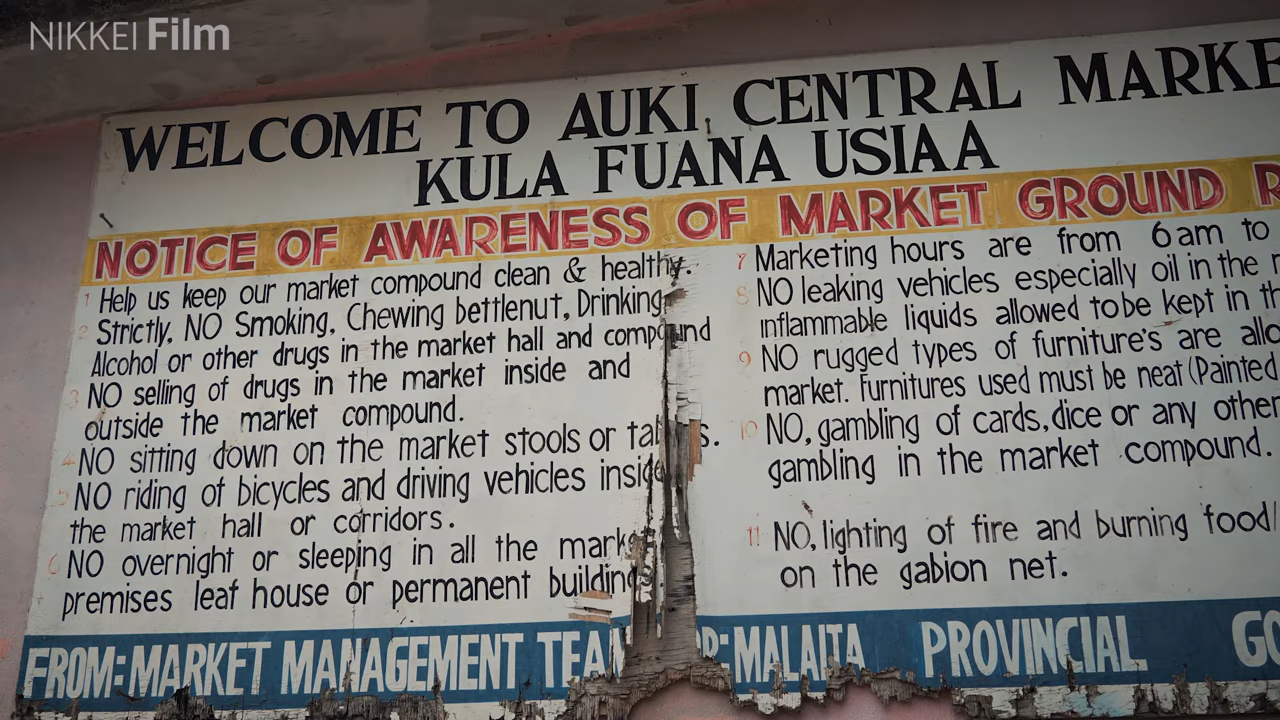 NIKKEI Film
WELCOME TO AUKI CENTRAL MARKE
KULA FUANA USIAA
NOTICE OF AWARENESS OF MARKET GROUND R
1 Help us keep our market compound clean & healthy.
2 Strictly, NO Smoking, Chewing bettlenut, Drinking
Alcohol or other drugs in the market hall and compound
3 NO selling of drugs in the market inside and
outside the market compound.
4 NO sitting down on the market stools or tab s.
5 NO riding of bicycles and driving vehicles inside
the market hall or corridors.
6 NO overnight or sleeping in all the marke
premises leaf house or permanent buildings.
7 Marketing hours are from 6am to
8 NO leaking vehicles especially oil in the
inflammable liquids allowed to be kept in th
9 NO rugged types of furniture's are allo
market. Furnitures used must be neat (Painted
10 NO, gambling of cards, dice or any other
gambling in the market compound.
11 NO, lighting of fire and burning food/
on the gabion net.
FROM: MARKET MANAGEMENT TEAM : MALAITA PROVINCIAL GO